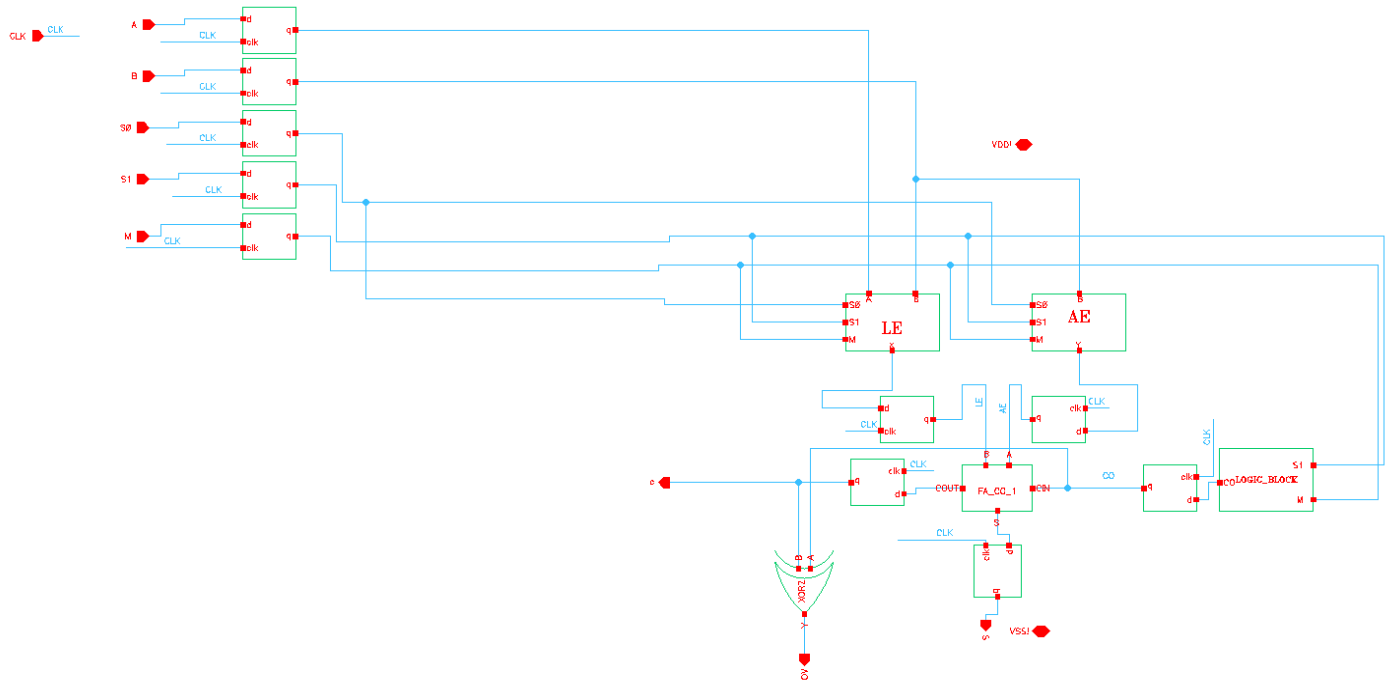 A d CLK clk q
CLK CLK
B d CLK clk q
S0 d CLK clk q
S1 d CLK clk q
M d CLK clk q
VDD!
A B
S0 S1 M LE X
B
S0 S1 M AE Y
d CLK clk q LE
AE q clk CLK d
CLK
c q clk CLK d
B A
COUT FA_CO_1 CIN
S
C0
q clk d
C0 LOGIC_BLOCK S1 M
CLK clk d q
B A
XOR2
Y
OV
S
VSS!